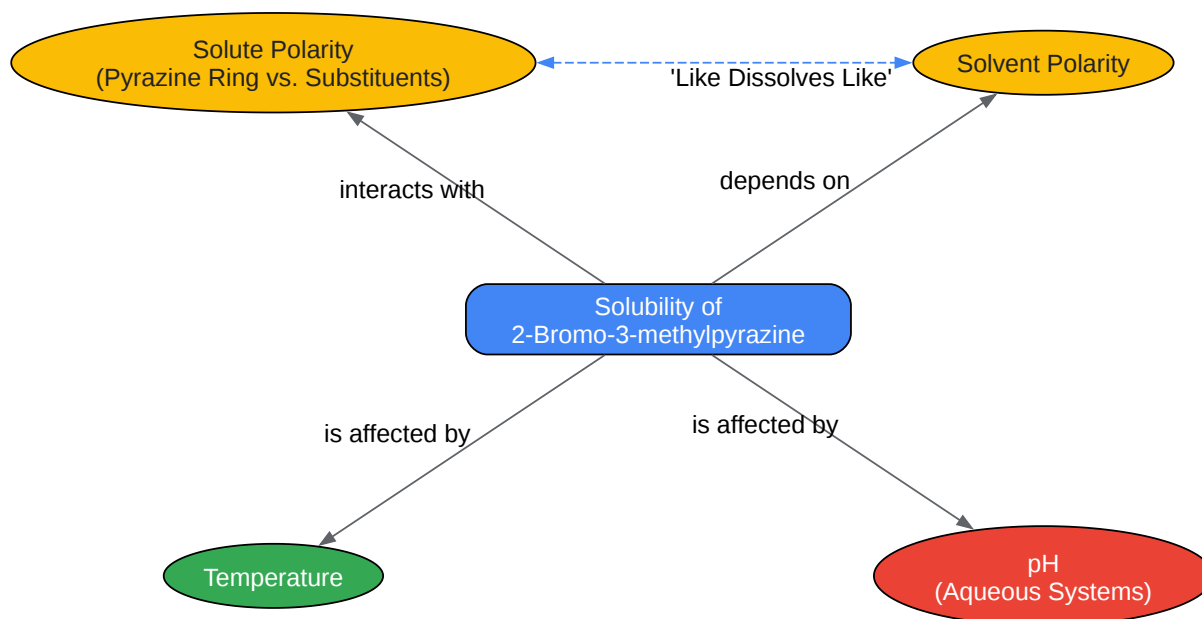 Solute Polarity
(Pyrazine Ring vs. Substituents)
'Like Dissolves Like'
Solvent Polarity
interacts with
depends on
Solubility of
2-Bromo-3-methylpyrazine
is affected by
is affected by
Temperature
pH
(Aqueous Systems)